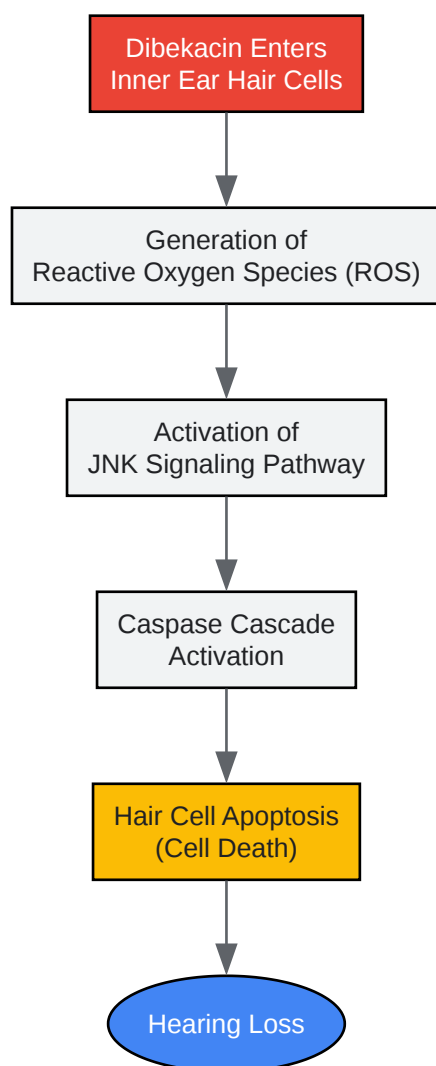 Dibekacin Enters
Inner Ear Hair Cells
Generation of
Reactive Oxygen Species (ROS)
Activation of
JNK Signaling Pathway
Caspase Cascade
Activation
Hair Cell Apoptosis
(Cell Death)
Hearing Loss